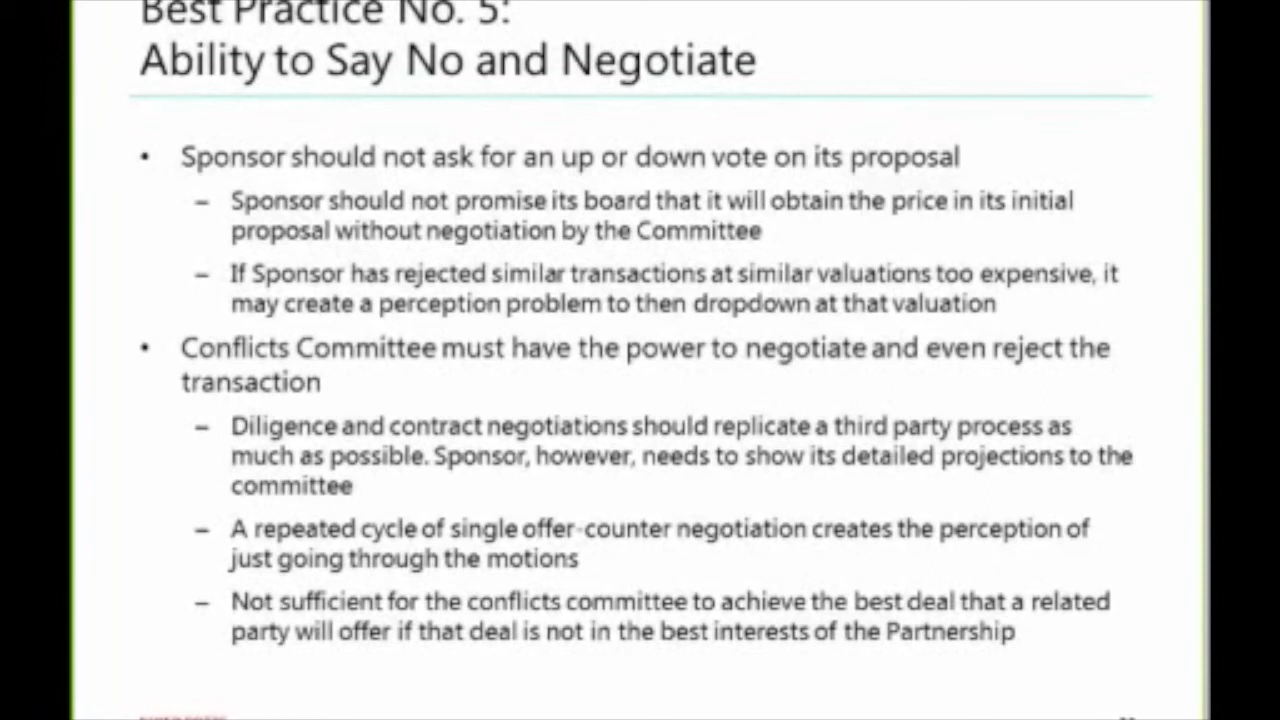 Best Practice No. 5:
Ability to Say No and Negotiate
• Sponsor should not ask for an up or down vote on its proposal
– Sponsor should not promise its board that it will obtain the price in its initial
proposal without negotiation by the Committee
– If Sponsor has rejected similar transactions at similar valuations too expensive, it
may create a perception problem to then dropdown at that valuation
• Conflicts Committee must have the power to negotiate and even reject the
transaction
– Diligence and contract negotiations should replicate a third party process as
much as possible. Sponsor, however, needs to show its detailed projections to the
committee
– A repeated cycle of single offer-counter negotiation creates the perception of
just going through the motions
– Not sufficient for the conflicts committee to achieve the best deal that a related
party will offer if that deal is not in the best interests of the Partnership